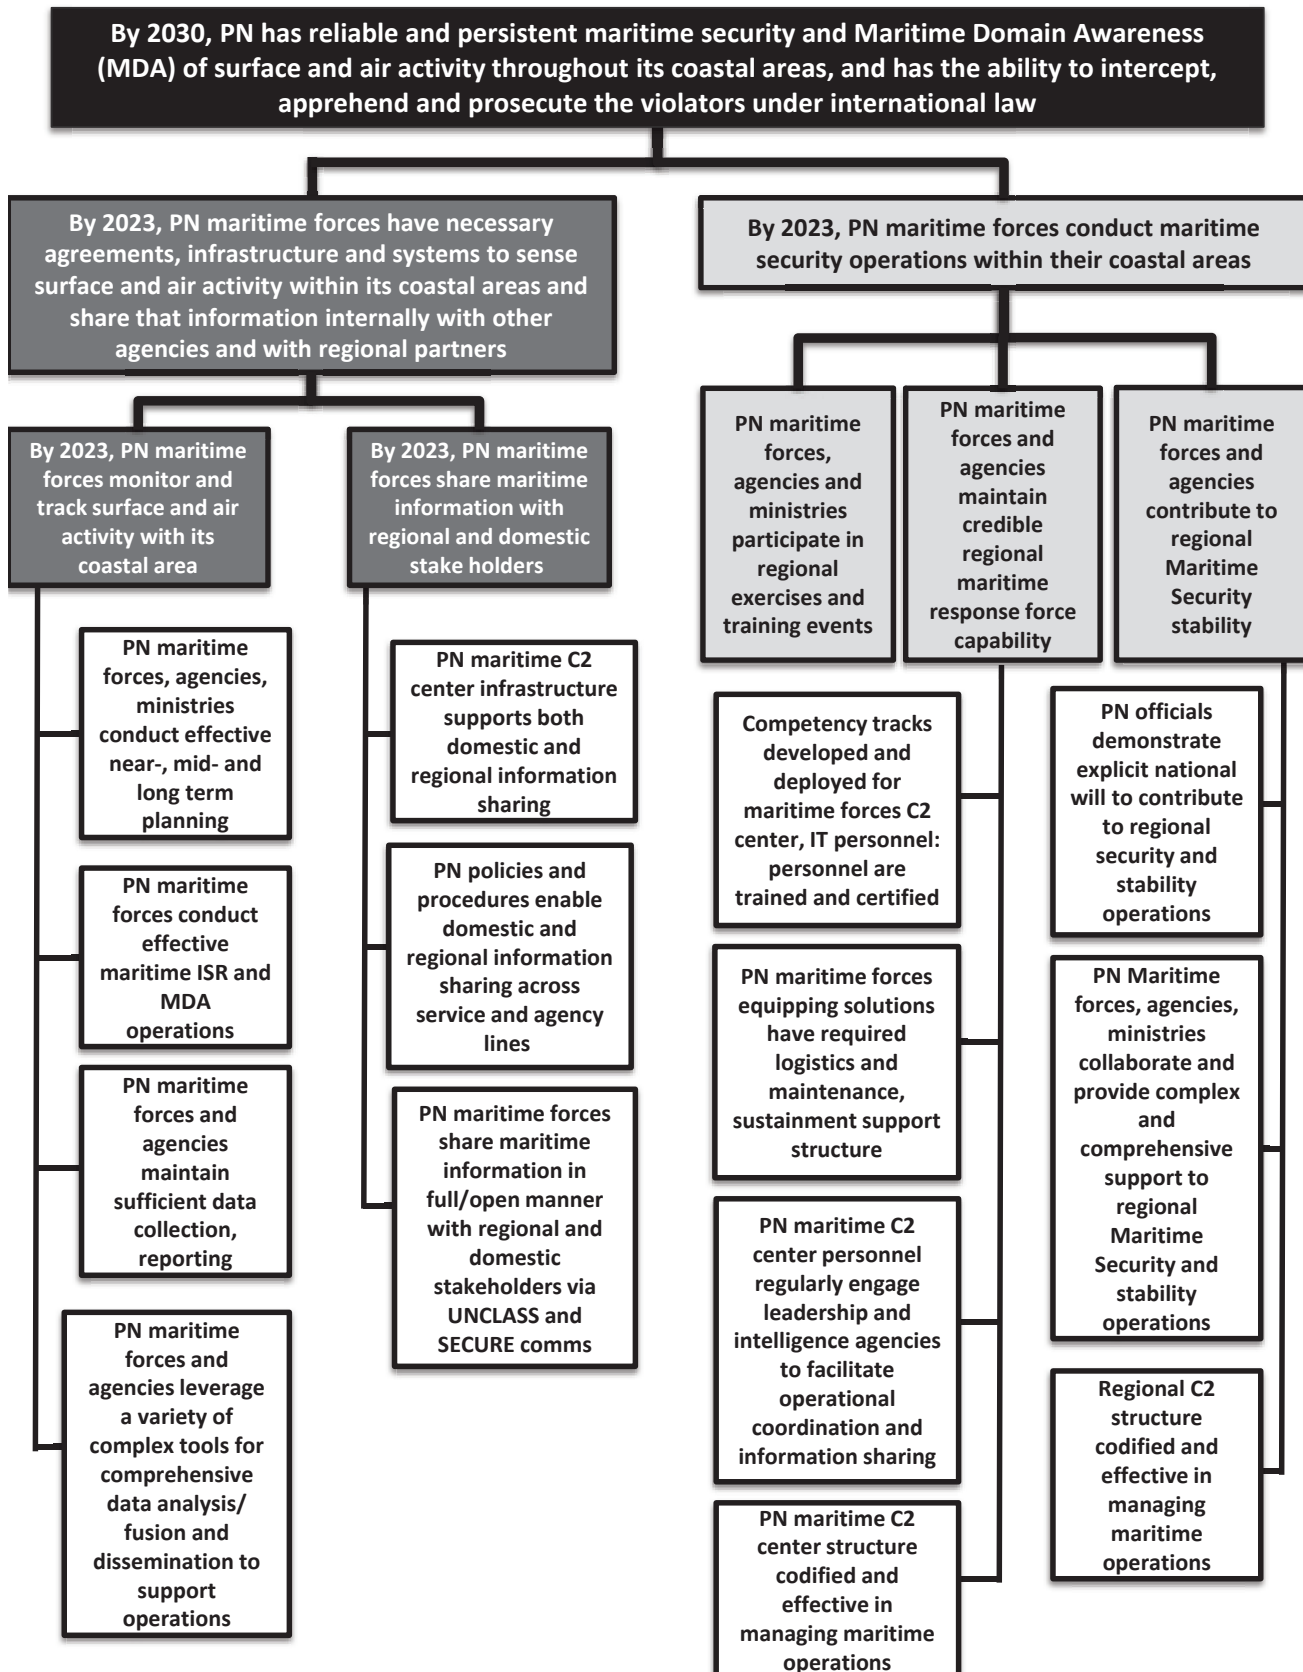 By 2030, PN has reliable and persistent maritime security and Maritime Domain Awareness
(MDA) of surface and air activity throughout its coastal areas, and has the ability to intercept,
apprehend and prosecute the violators under international law
By 2023, PN maritime forces have necessary
agreements, infrastructure and systems to sense
surface and air activity within its coastal areas and
share that information internally with other
agencies and with regional partners
By 2023, PN maritime
forces monitor and
track surface and air
activity with its
coastal area
PN maritime
forces, agencies,
ministries
conduct effective
near-, mid- and
long term
planning
PN maritime
forces conduct
effective
maritime ISR and
MDA
operations
PN maritime
forces and
agencies
maintain
sufficient data
collection,
reporting
PN maritime
forces and
agencies leverage
a variety of
complex tools for
comprehensive
data analysis/
fusion and
dissemination to
support
operations
By 2023, PN maritime
forces share maritime
information with
regional and domestic
stake holders
PN maritime C2
center infrastructure
supports both
domestic and
regional information
sharing
PN policies and
procedures enable
domestic and
regional information
sharing across
service and agency
lines
PN maritime forces
share maritime
information in
full/open manner
with regional and
domestic
stakeholders via
UNCLASS and
SECURE comms
By 2023, PN maritime forces conduct maritime
security operations within their coastal areas
PN maritime
forces,
agencies and
ministries
participate in
regional
exercises and
training events
PN maritime
forces and
agencies
maintain
credible
regional
maritime
response force
capability
Competency tracks
developed and
deployed for
maritime forces C2
center, IT personnel:
personnel are
trained and certified
PN maritime forces
equipping solutions
have required
logistics and
maintenance,
sustainment support
structure
PN maritime C2
center personnel
regularly engage
leadership and
intelligence agencies
to facilitate
operational
coordination and
information sharing
PN maritime C2
center structure
codified and
effective in
managing maritime
operations
PN maritime
forces and
agencies
contribute to
regional
Maritime
Security
stability
PN officials
demonstrate
explicit national
will to contribute
to regional
security and
stability
operations
PN Maritime
forces, agencies,
ministries
collaborate and
provide complex
and
comprehensive
support to
regional
Maritime
Security and
stability
operations
Regional C2
structure
codified and
effective in
managing
maritime
operations